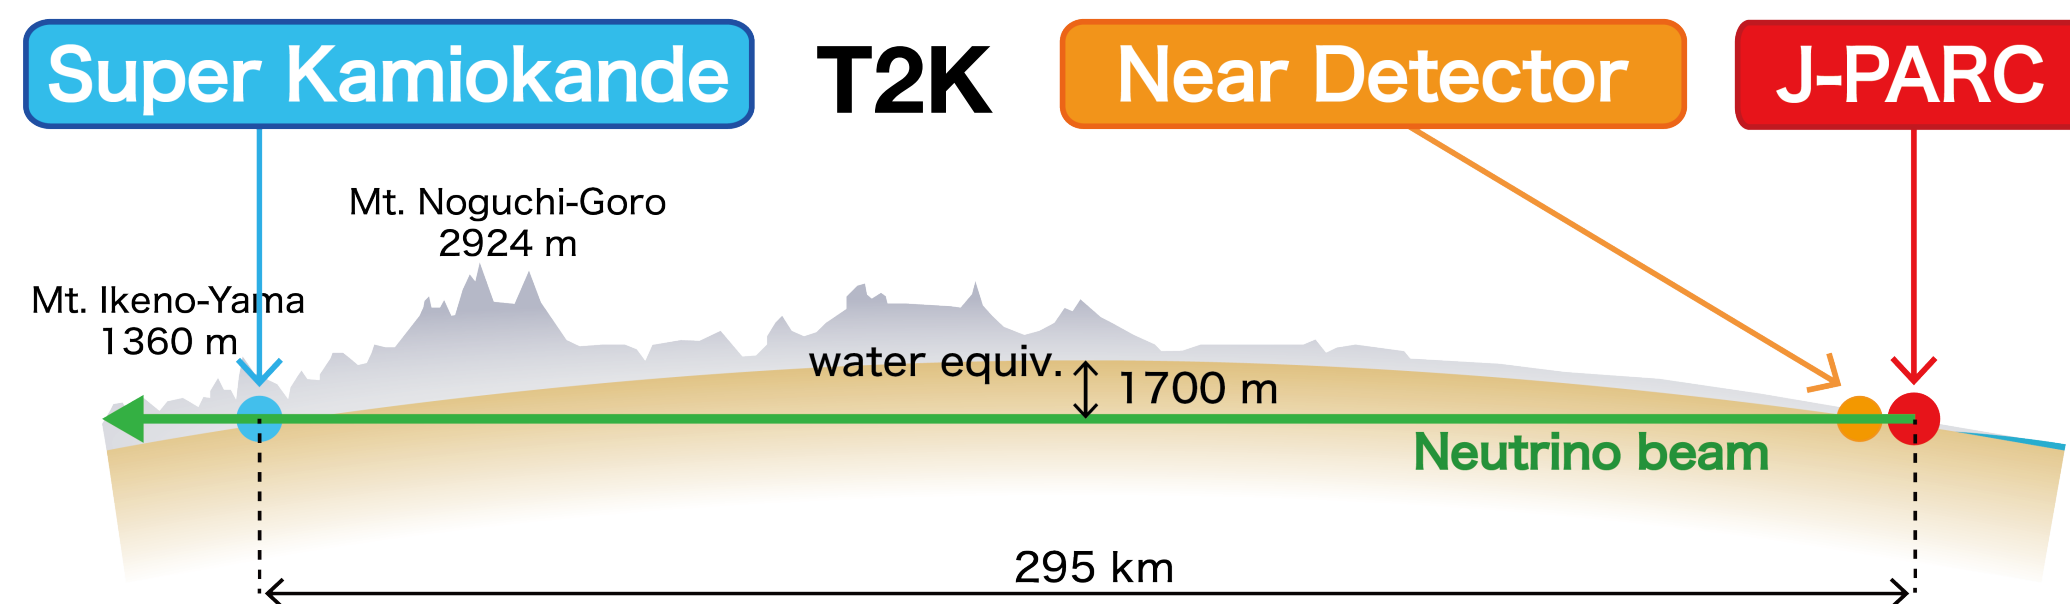 Super Kamiokande
T2K
Near Detector
J-PARC
Mt. Noguchi-Goro
2924 m
Mt. Ikeno-Yama
1360 m
water equiv.
1700 m
Neutrino beam
295 km